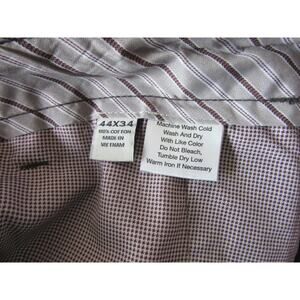 44X34
100% COTTON
MADE IN
VIETNAM
Machine Wash Cold
Wash And Dry
With Like Color
Do Not Bleach,
Tumble Dry Low
Warm Iron If Necessary